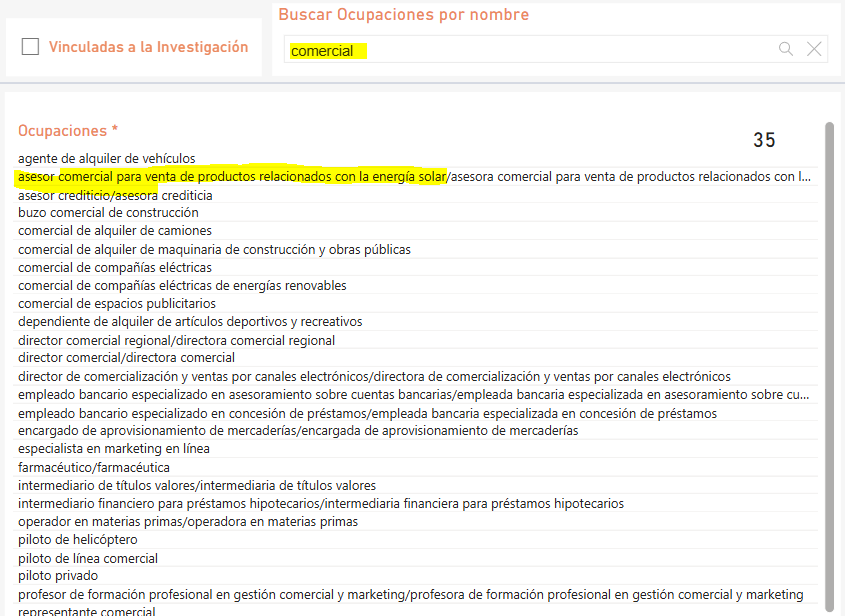 Buscar Ocupaciones por nombre
Vinculadas a la Investigación
comercial
Ocupaciones *
35
agente de alquiler de vehículos
asesor comercial para venta de productos relacionados con la energía solar/asesora comercial para venta de productos relacionados con l...
asesor crediticio/asesora crediticia
buzo comercial de construcción
comercial de alquiler de camiones
comercial de alquiler de maquinaria de construcción y obras públicas
comercial de compañías eléctricas
comercial de compañías eléctricas de energías renovables
comercial de espacios publicitarios
dependiente de alquiler de artículos deportivos y recreativos
director comercial regional/directora comercial regional
director comercial/directora comercial
director de comercialización y ventas por canales electrónicos/directora de comercialización y ventas por canales electrónicos
empleado bancario especializado en asesoramiento sobre cuentas bancarias/empleada bancaria especializada en asesoramiento sobre cu...
empleado bancario especializado en concesión de préstamos/empleada bancaria especializada en concesión de préstamos
encargado de aprovisionamiento de mercaderías/encargada de aprovisionamiento de mercaderías
especialista en marketing en línea
farmacéutico/farmacéutica
intermediario de títulos valores/intermediaria de títulos valores
intermediario financiero para préstamos hipotecarios/intermediaria financiera para préstamos hipotecarios
operador en materias primas/operadora en materias primas
piloto de helicóptero
piloto de línea comercial
piloto privado
profesor de formación profesional en gestión comercial y marketing/profesora de formación profesional en gestión comercial y marketing
representante comercial